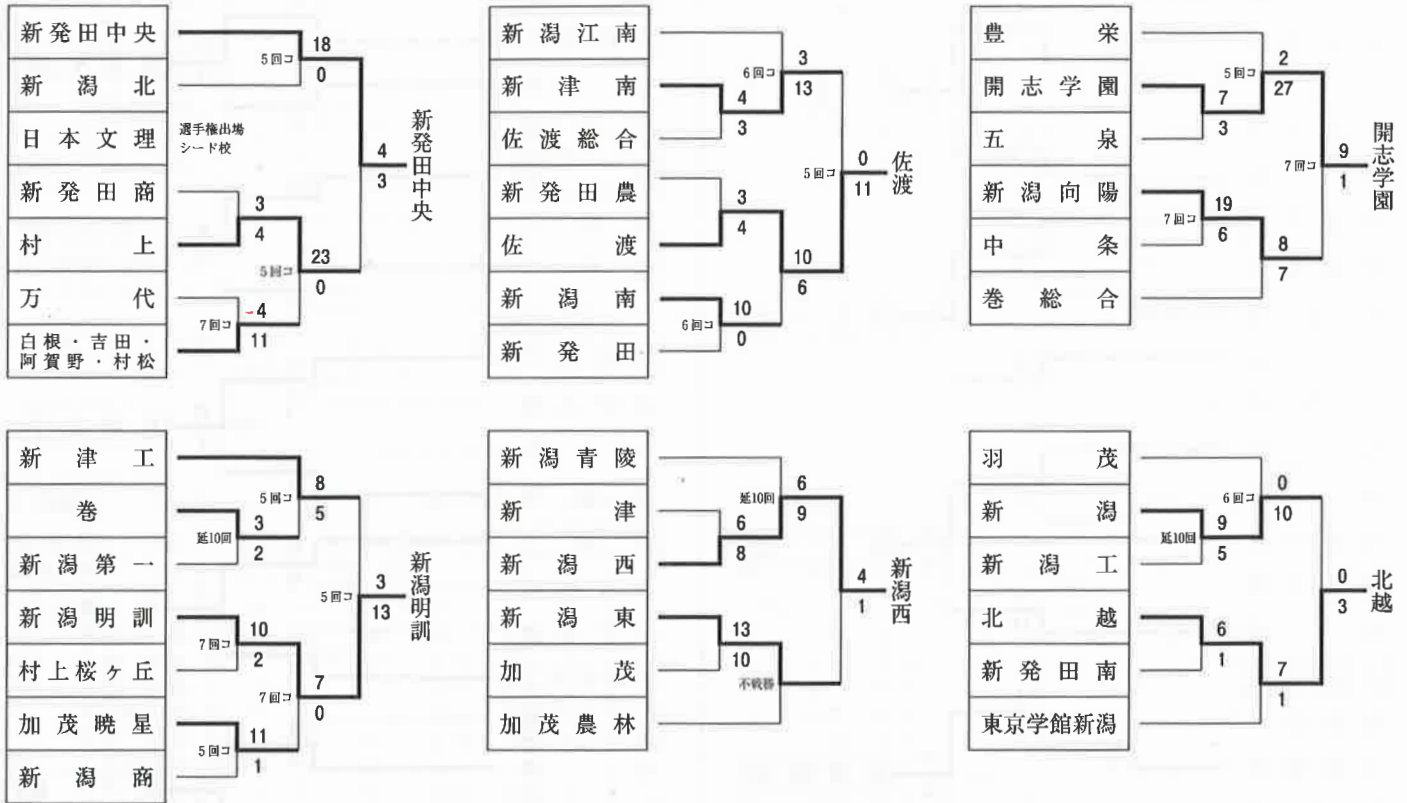 新発田中央
新潟北
日本文理
新発田商
村上
万代
白根・吉田・
阿賀野・村松
選手権出場
シード校
5回コ
18
0
3
4
5回コ
23
0
7回コ
-4
11
4
3
新発田中央
新潟江南
新津南
佐渡総合
新発田農
佐渡
新潟南
新発田
6回コ
3
13
4
3
3
4
10
6
6回コ
10
0
5回コ
0
11
佐渡
豊栄
開志学園
五泉
新潟向陽
中条
巻総合
5回コ
2
27
7
3
7回コ
19
6
8
7
7回コ
9
1
開志学園
新津工
巻
新潟第一
新潟明訓
村上桜ヶ丘
加茂暁星
新潟商
5回コ
8
5
延10回
3
2
7回コ
10
2
7回コ
7
0
5回コ
11
1
5回コ
3
13
新潟明訓
新潟青陵
新津
新潟西
新潟東
加茂
加茂農林
延10回
6
9
6
8
13
10
不戦勝
4
1
新潟西
羽茂
新潟
新潟工
北越
新発田南
東京学館新潟
6回コ
0
10
延10回
9
5
6
1
7
1
0
3
北越